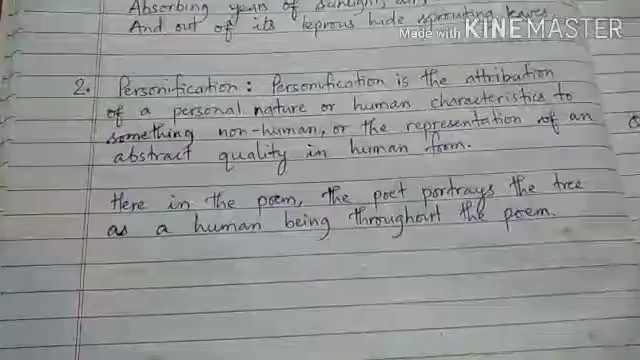 Absorbing years of sunlight,
And out of its leprous hide sprouting leaves
Made with KINEMASTER
2. Personification: Personification is the attribution
of a personal nature or human characteristics to
something non-human, or the representation of an
abstract quality in human form.
Here in the poem, the poet portrays the tree
as a human being throughout the poem.